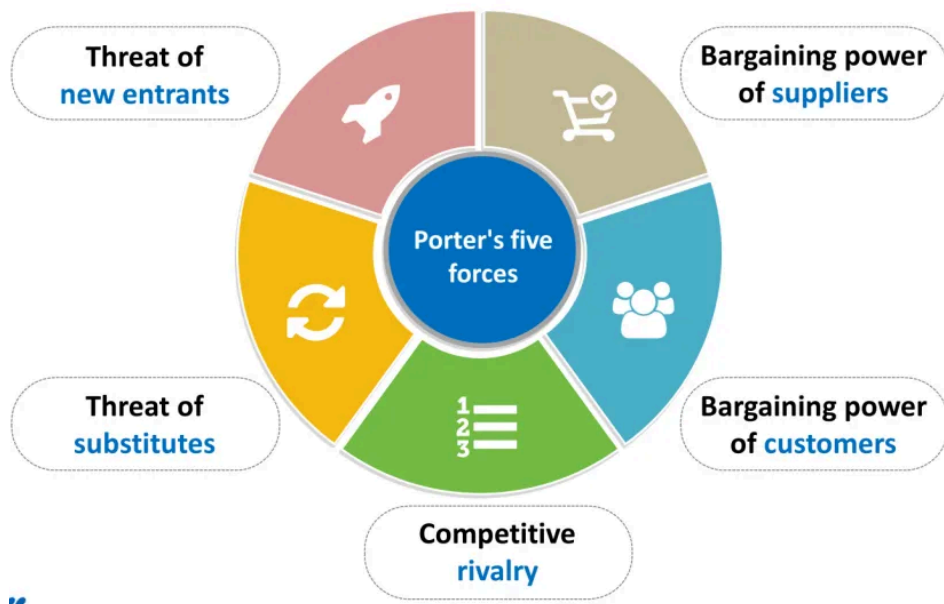 Threat of
new entrants
Bargaining power
of suppliers
Porter's five
forces
1
2
3
Threat of
substitutes
Bargaining power
of customers
Competitive
rivalry